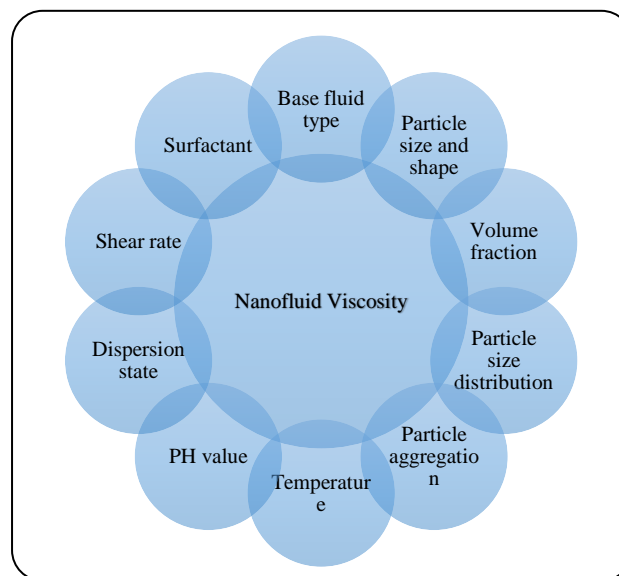 Base fluid
type
Particle
size and
shape
Volume
fraction
Particle
size
distribution
Particle
aggregatio
n
Temperatur
e
PH value
Dispersion
state
Shear rate
Surfactant
Nanofluid Viscosity